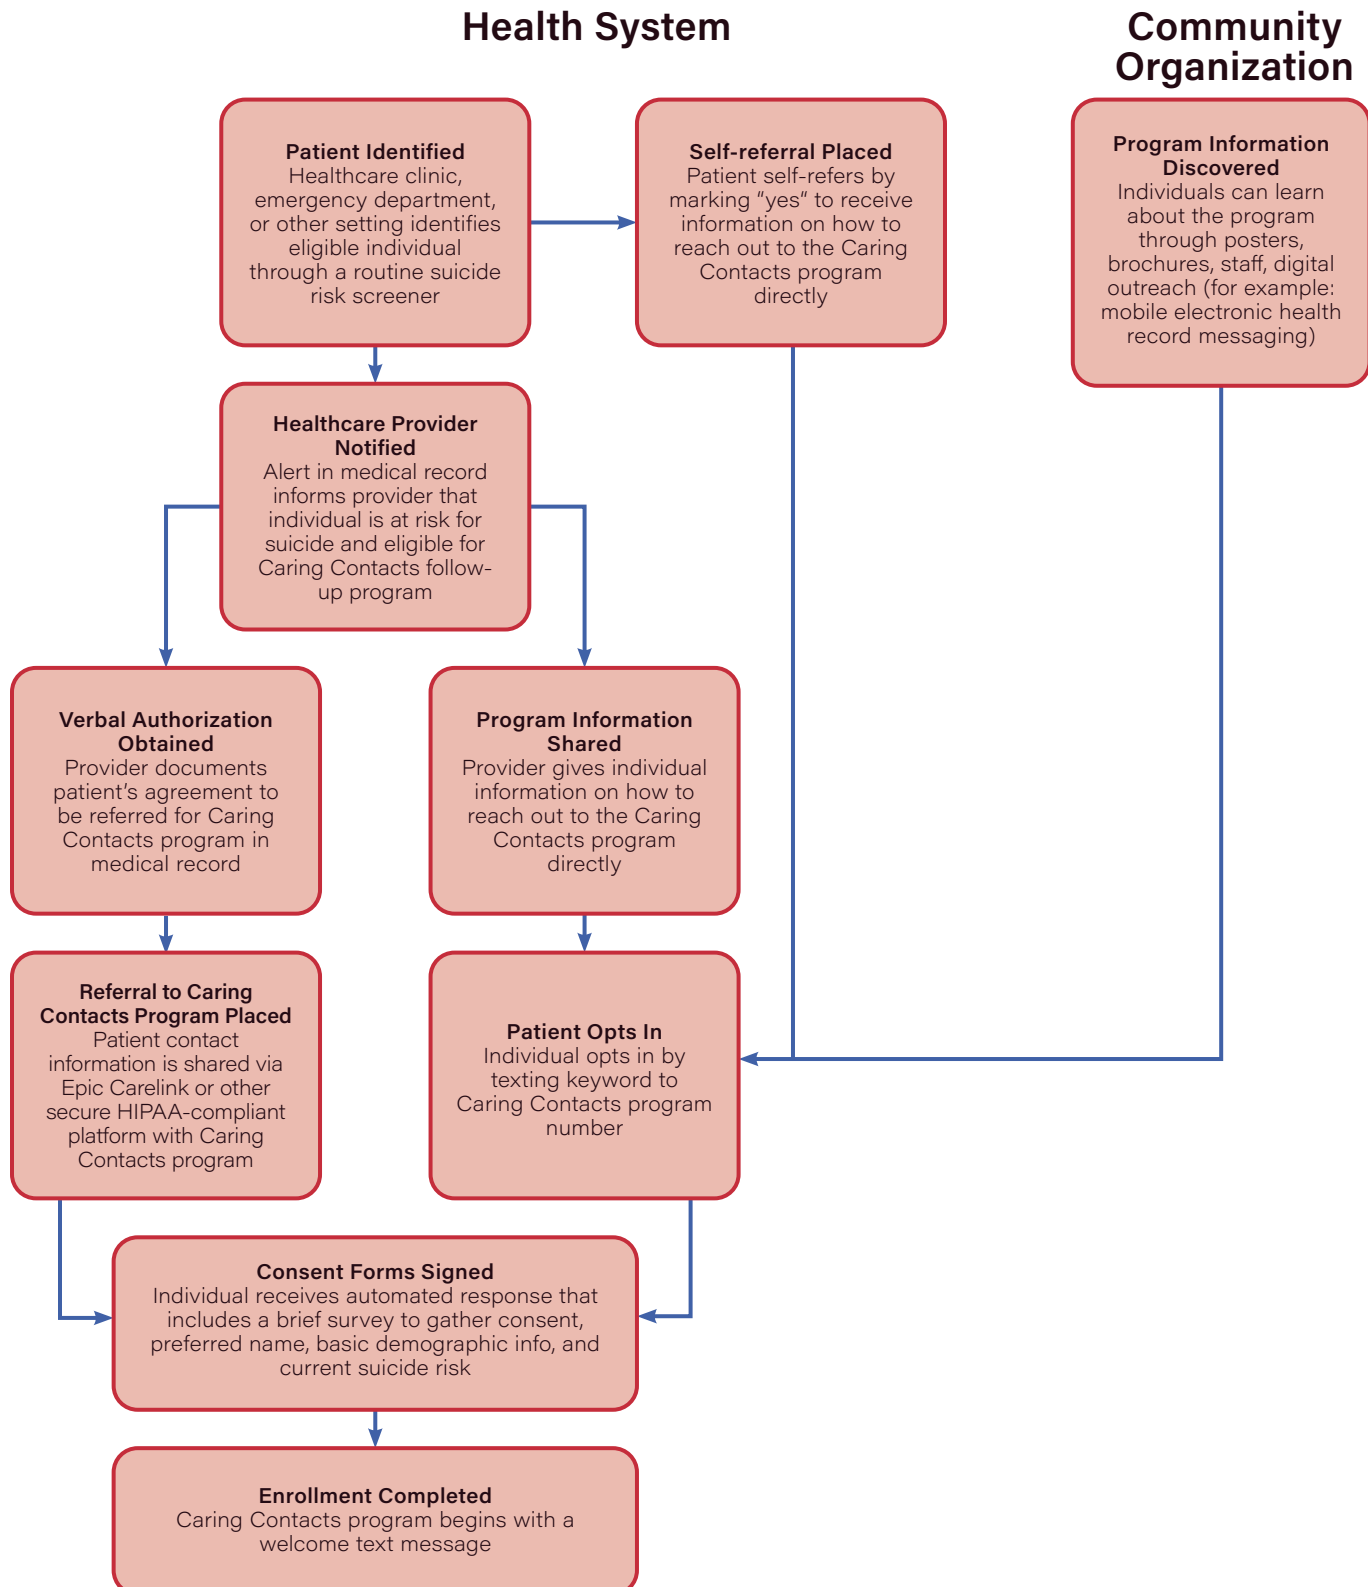 Health System
Community
Organization
Patient Identified
Healthcare clinic,
emergency department,
or other setting identifies
eligible individual
through a routine suicide
risk screener
Self-referral Placed
Patient self-refers by
marking “yes“ to receive
information on how to
reach out to the Caring
Contacts program
directly
Program Information
Discovered
Individuals can learn
about the program
through posters,
brochures, staff, digital
outreach (for example:
mobile electronic health
record messaging)
Healthcare Provider
Notified
Alert in medical record
informs provider that
individual is at risk for
suicide and eligible for
Caring Contacts follow-
up program
Verbal Authorization
Obtained
Provider documents
patient’s agreement to
be referred for Caring
Contacts program in
medical record
Program Information
Shared
Provider gives individual
information on how to
reach out to the Caring
Contacts program
directly
Referral to Caring
Contacts Program Placed
Patient contact
information is shared via
Epic Carelink or other
secure HIPAA-compliant
platform with Caring
Contacts program
Patient Opts In
Individual opts in by
texting keyword to
Caring Contacts program
number
Consent Forms Signed
Individual receives automated response that
includes a brief survey to gather consent,
preferred name, basic demographic info, and
current suicide risk
Enrollment Completed
Caring Contacts program begins with a
welcome text message